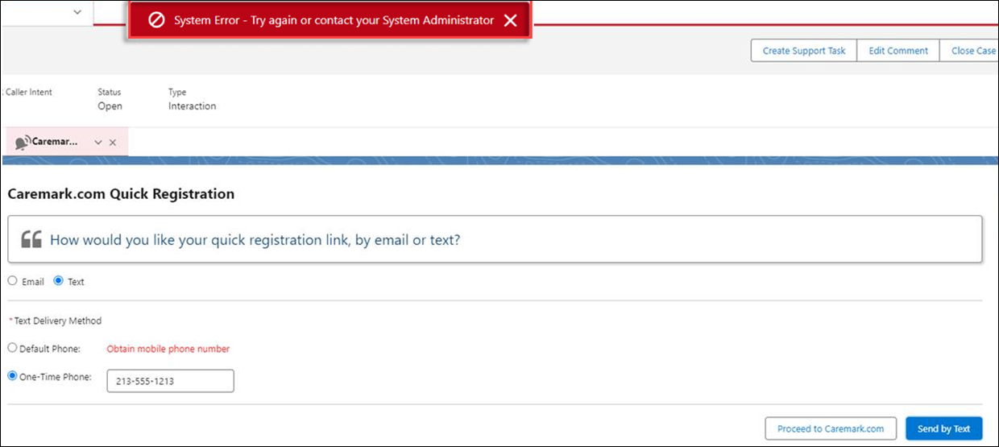 System Error - Try again or contact your System Administrator
Create Support Task Edit Comment Close Case
Caller Intent Status Type
Open Interaction
Caremar...
Caremark.com Quick Registration
How would you like your quick registration link, by email or text?
Email Text
*Text Delivery Method
Default Phone: Obtain mobile phone number
One-Time Phone: 213-555-1213
Proceed to Caremark.com Send by Text